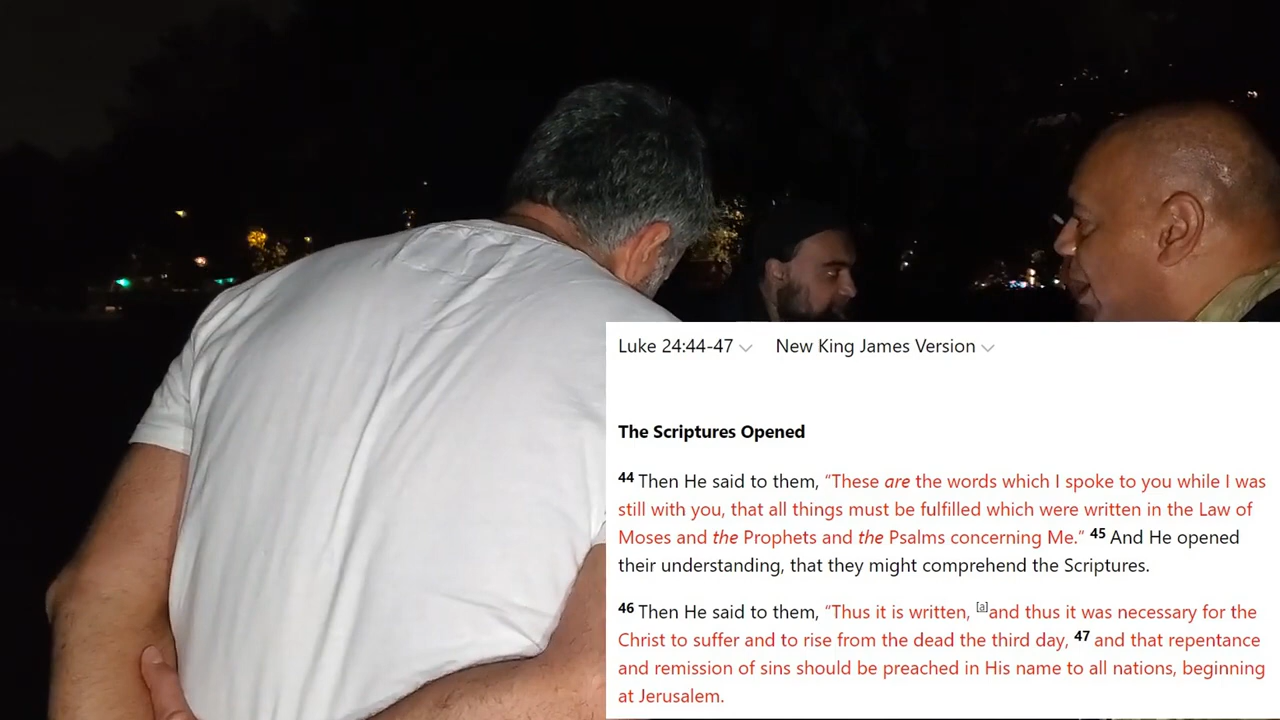 Luke 24:44-47 New King James Version
The Scriptures Opened
44 Then He said to them, “These are the words which I spoke to you while I was
still with you, that all things must be fulfilled which were written in the Law of
Moses and the Prophets and the Psalms concerning Me.” 45 And He opened
their understanding, that they might comprehend the Scriptures.
46 Then He said to them, “Thus it is written, [a]and thus it was necessary for the
Christ to suffer and to rise from the dead the third day, 47 and that repentance
and remission of sins should be preached in His name to all nations, beginning
at Jerusalem.